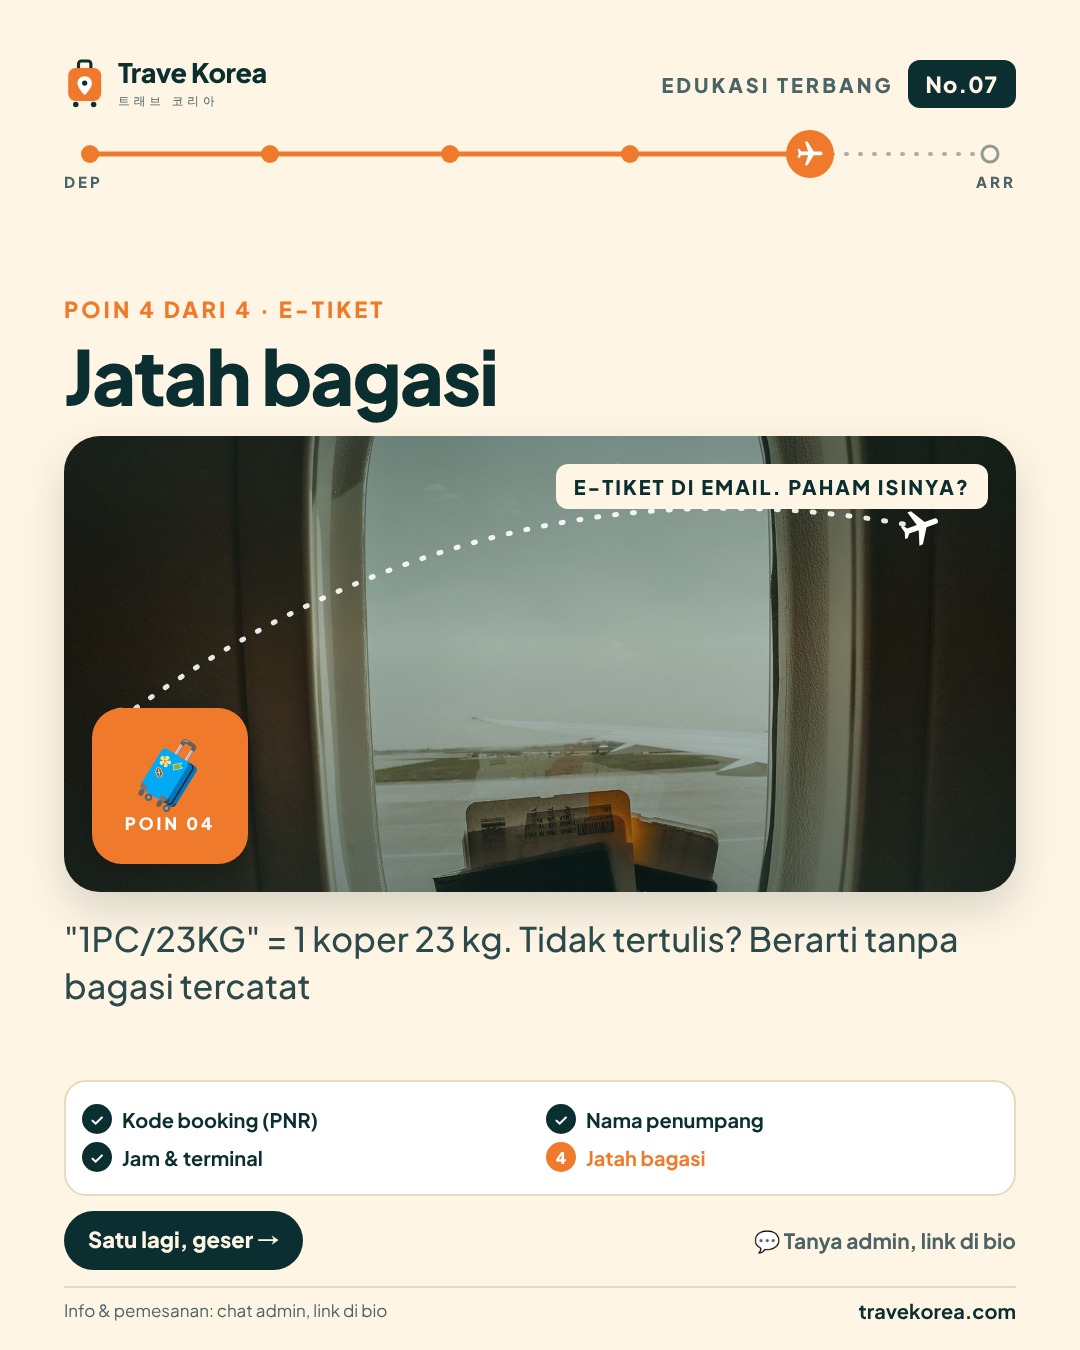 Trave Korea
트래브 코리아
EDUKASI TERBANG
No.07
DEP
ARR
POIN 4 DARI 4 · E-TIKET
Jatah bagasi
E-TIKET DI EMAIL. PAHAM ISINYA?
POIN 04
"1PC/23KG" = 1 koper 23 kg. Tidak tertulis? Berarti tanpa
bagasi tercatat
Kode booking (PNR)
Nama penumpang
Jam & terminal
4 Jatah bagasi
Satu lagi, geser →
💬 Tanya admin, link di bio
Info & pemesanan: chat admin, link di bio
travekorea.com